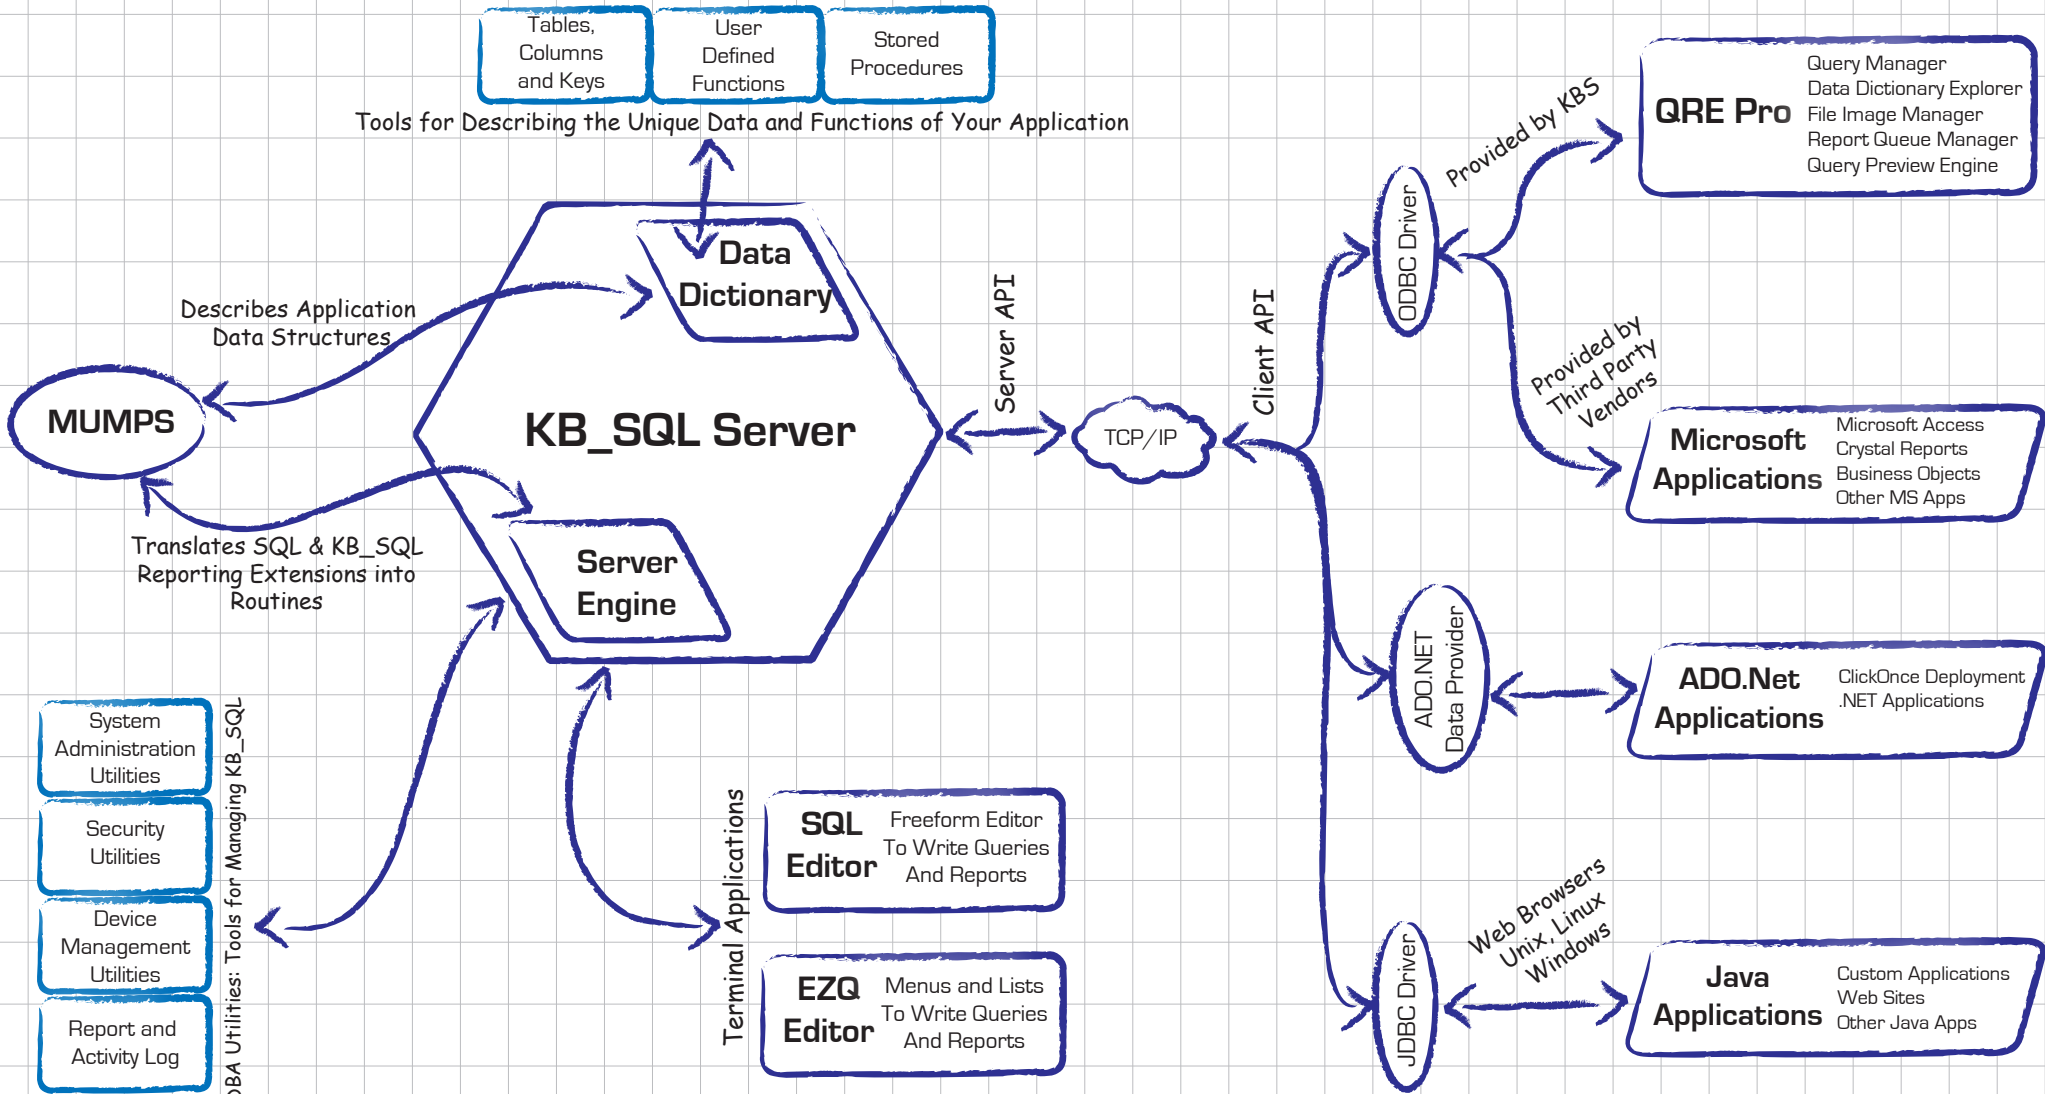 Tables,
Columns
and Keys
User
Defined
Functions
Stored
Procedures
Tools for Describing the Unique Data and Functions of Your Application
Data
Dictionary
Describes Application
Data Structures
MUMPS
KB_SQL Server
Translates SQL & KB_SQL
Reporting Extensions into
Routines
Server
Engine
Server API
TCP/IP
Client API
ODBC Driver
Provided by KBS
QRE Pro
Query Manager
Data Dictionary Explorer
File Image Manager
Report Queue Manager
Query Preview Engine
Provided by
Third Party
Vendors
Microsoft
Applications
Microsoft Access
Crystal Reports
Business Objects
Other MS Apps
ADO.NET
Data Provider
ADO.Net
Applications
ClickOnce Deployment
.NET Applications
JDBC Driver
Web Browsers
Unix, Linux
Windows
Java
Applications
Custom Applications
Web Sites
Other Java Apps
System
Administration
Utilities
Security
Utilities
Device
Management
Utilities
Report and
Activity Log
DBA Utilities: Tools for Managing KB_SQL
Terminal Applications
SQL
Editor
Freeform Editor
To Write Queries
And Reports
EZQ
Editor
Menus and Lists
To Write Queries
And Reports